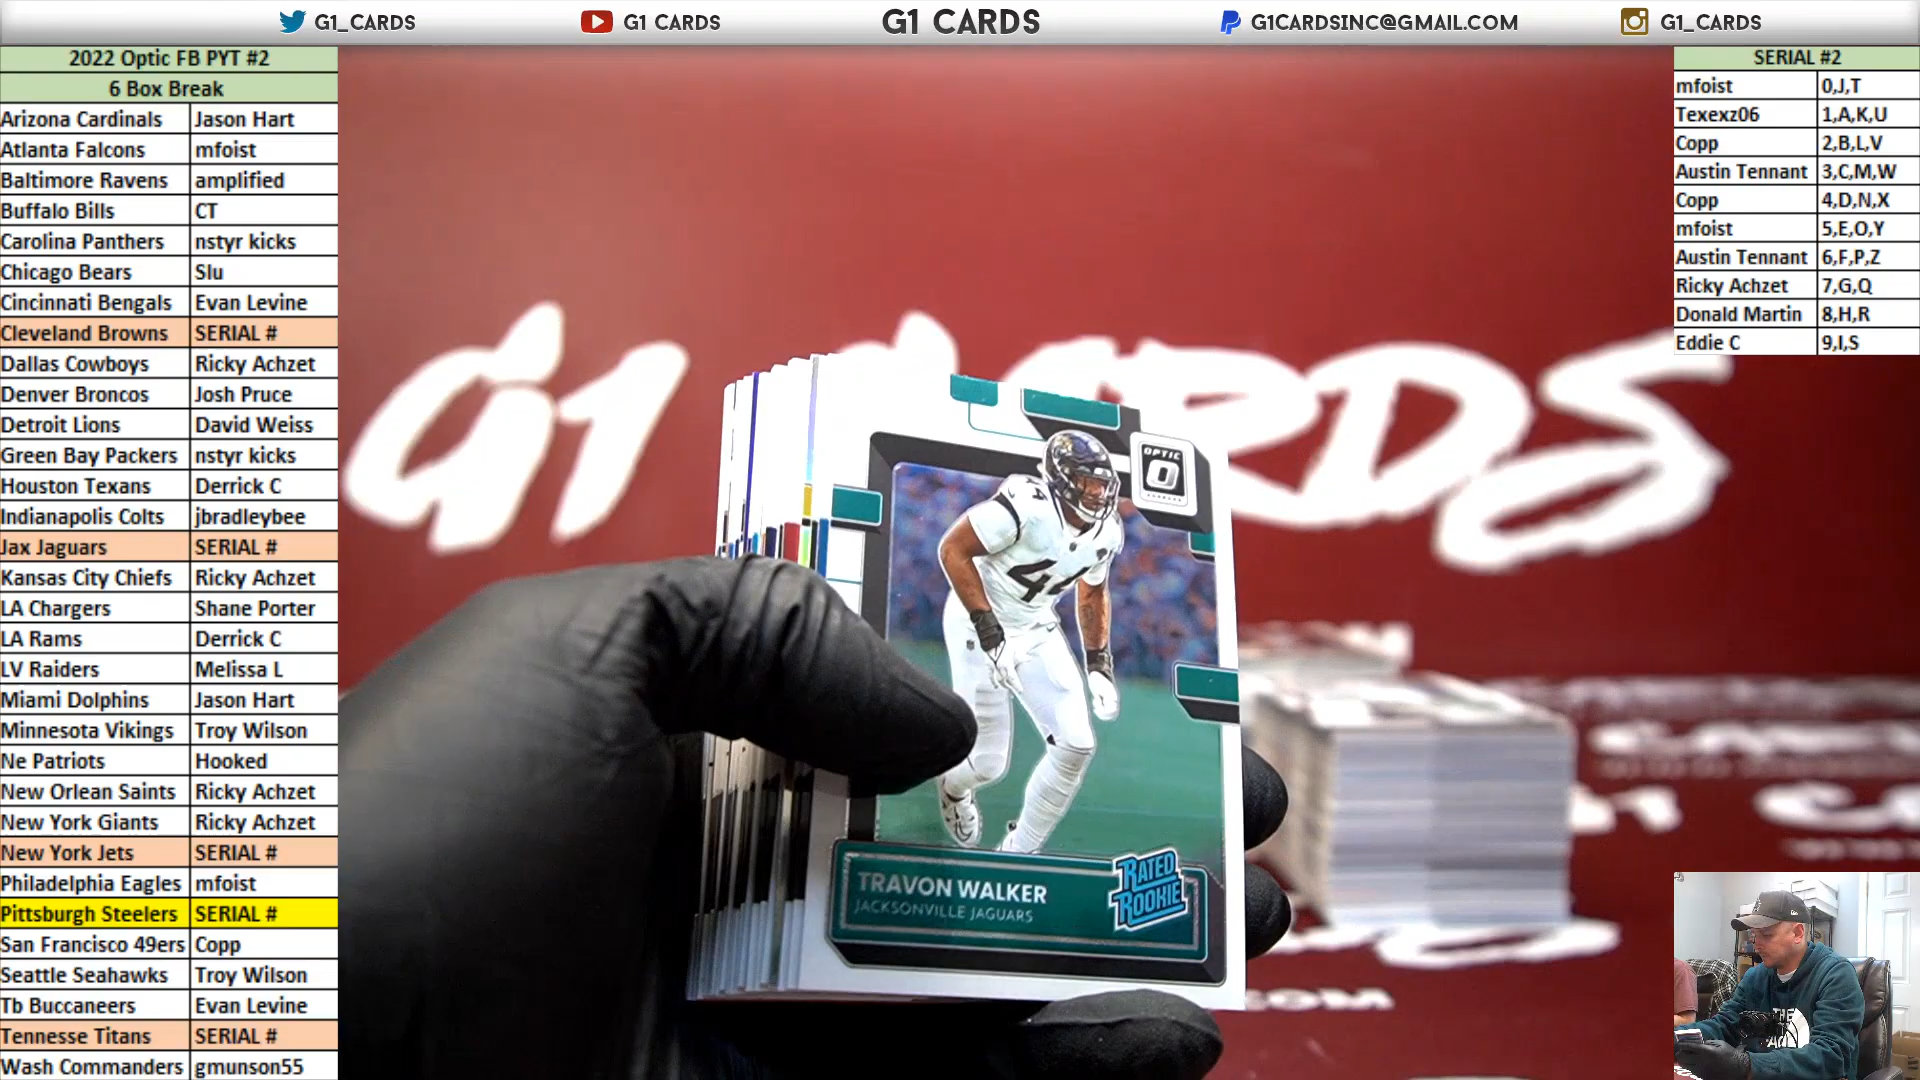 G1_CARDS G1 CARDS G1 CARDS G1CARDSINC@GMAIL.COM G1_CARDS
2022 Optic FB PYT #2
6 Box Break
Arizona Cardinals Jason Hart
Atlanta Falcons mfoist
Baltimore Ravens amplified
Buffalo Bills CT
Carolina Panthers nstyr kicks
Chicago Bears Slu
Cincinnati Bengals Evan Levine
Cleveland Browns SERIAL #
Dallas Cowboys Ricky Achzet
Denver Broncos Josh Pruce
Detroit Lions David Weiss
Green Bay Packers nstyr kicks
Houston Texans Derrick C
Indianapolis Colts jbradleybee
Jax Jaguars SERIAL #
Kansas City Chiefs Ricky Achzet
LA Chargers Shane Porter
LA Rams Derrick C
LV Raiders Melissa L
Miami Dolphins Jason Hart
Minnesota Vikings Troy Wilson
Ne Patriots Hooked
New Orlean Saints Ricky Achzet
New York Giants Ricky Achzet
New York Jets SERIAL #
Philadelphia Eagles mfoist
Pittsburgh Steelers SERIAL #
San Francisco 49ers Copp
Seattle Seahawks Troy Wilson
Tb Buccaneers Evan Levine
Tennesse Titans SERIAL #
Wash Commanders gmunson55
SERIAL #2
mfoist 0,J,T
Texexz06 1,A,K,U
Copp 2,B,L,V
Austin Tennant 3,C,M,W
Copp 4,D,N,X
mfoist 5,E,O,Y
Austin Tennant 6,F,P,Z
Ricky Achzet 7,G,Q
Donald Martin 8,H,R
Eddie C 9,I,S
G1 CARDS
OPTIC
44
TRAVON WALKER
JACKSONVILLE JAGUARS
RATED
ROOKIE